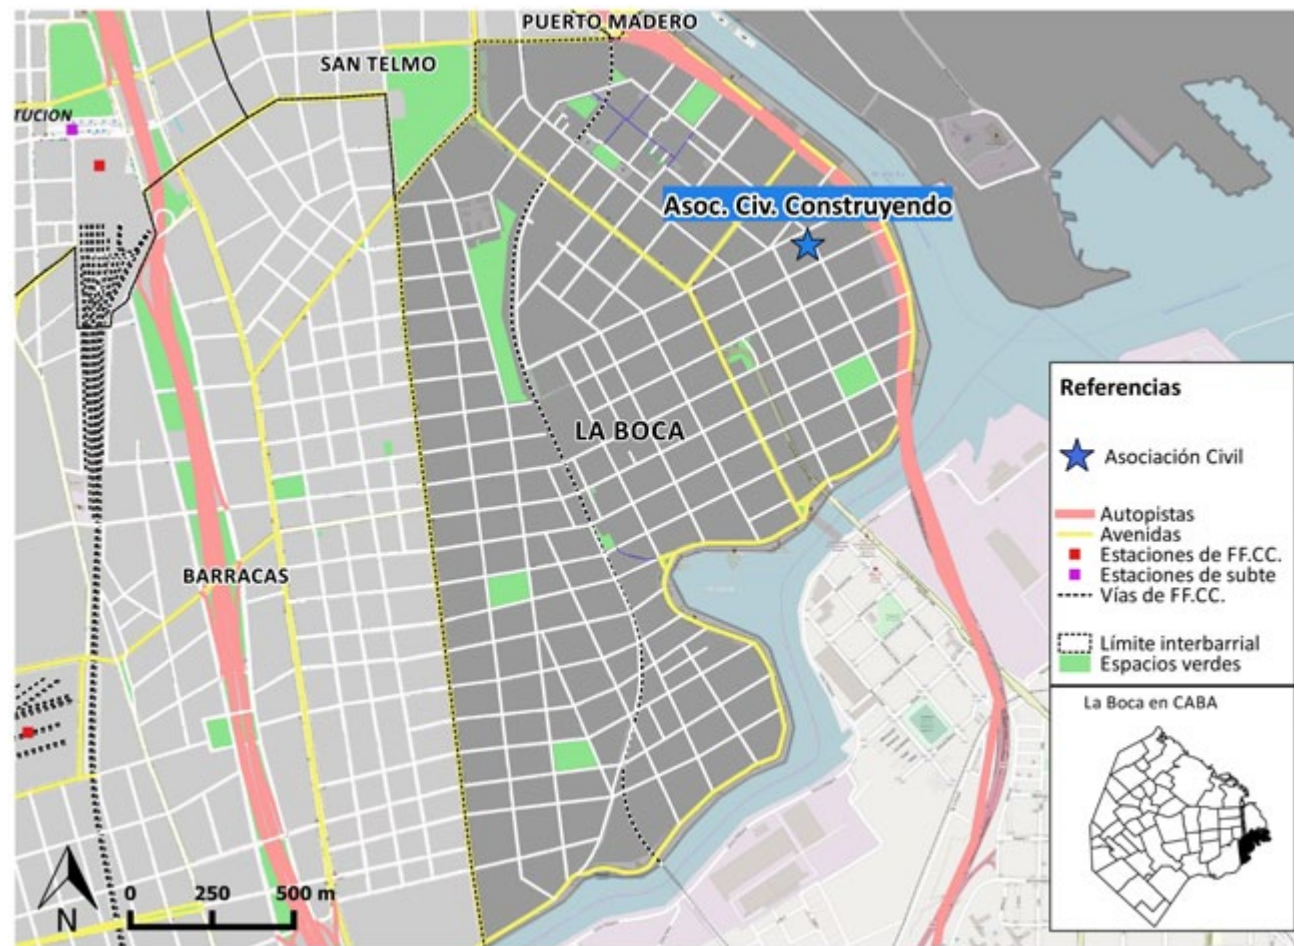 PUERTO MADERO
SAN TELMO
TUCION
Asoc. Civ. Construyendo
LA BOCA
BARRACAS
Referencias
Asociación Civil
Autopistas
Avenidas
Estaciones de FF.CC.
Estaciones de subte
Vías de FF.CC.
Límite interbarrial
Espacios verdes
La Boca en CABA
N
0 250 500 m